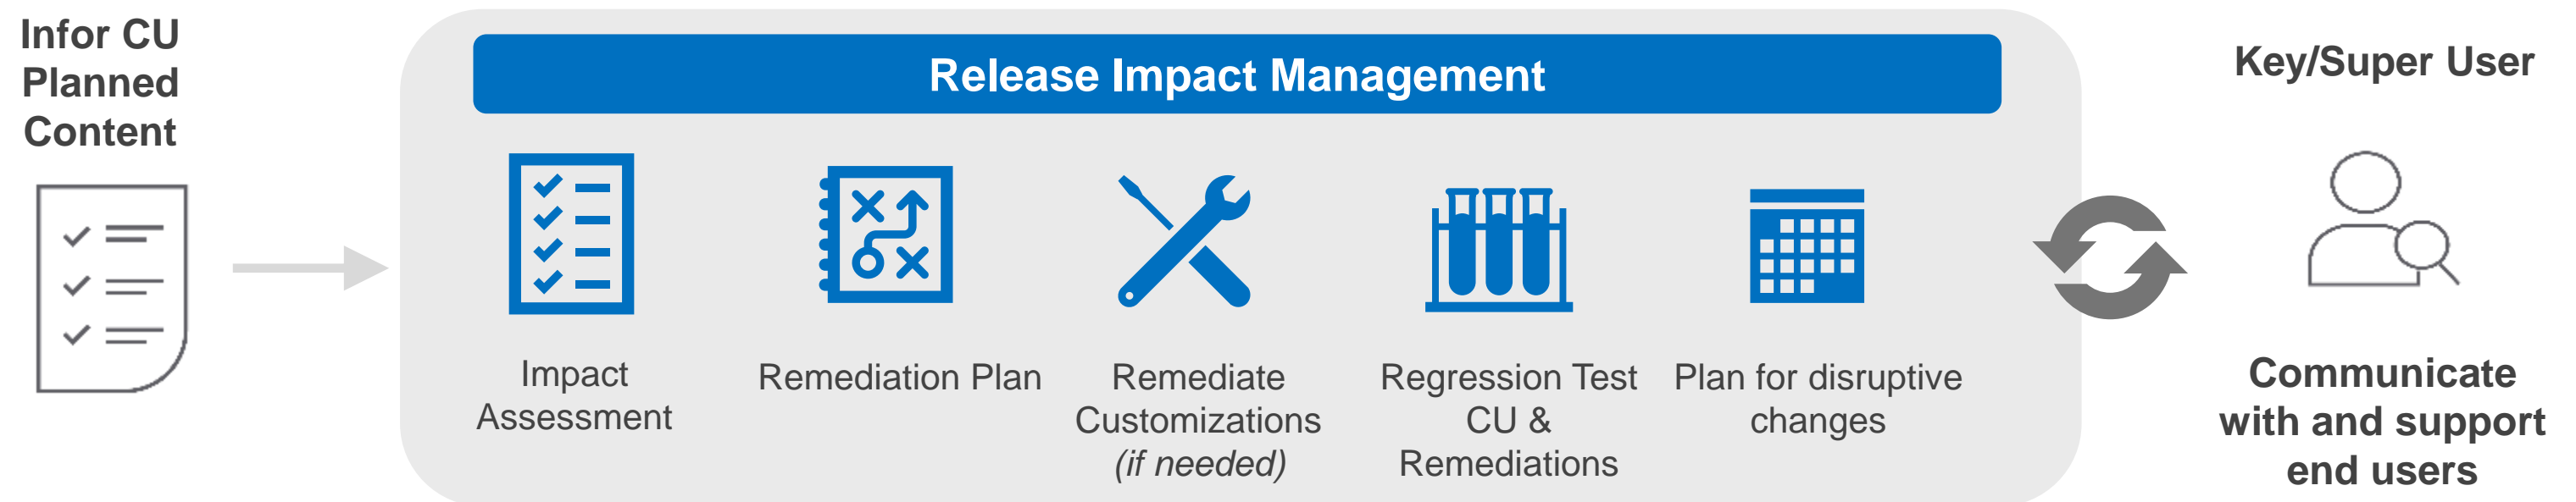 Infor CU
Planned
Content
Release Impact Management
Impact
Assessment
Remediation Plan
Remediate
Customizations
(if needed)
Regression Test
CU &
Remediations
Plan for disruptive
changes
Key/Super User
Communicate
with and support
end users